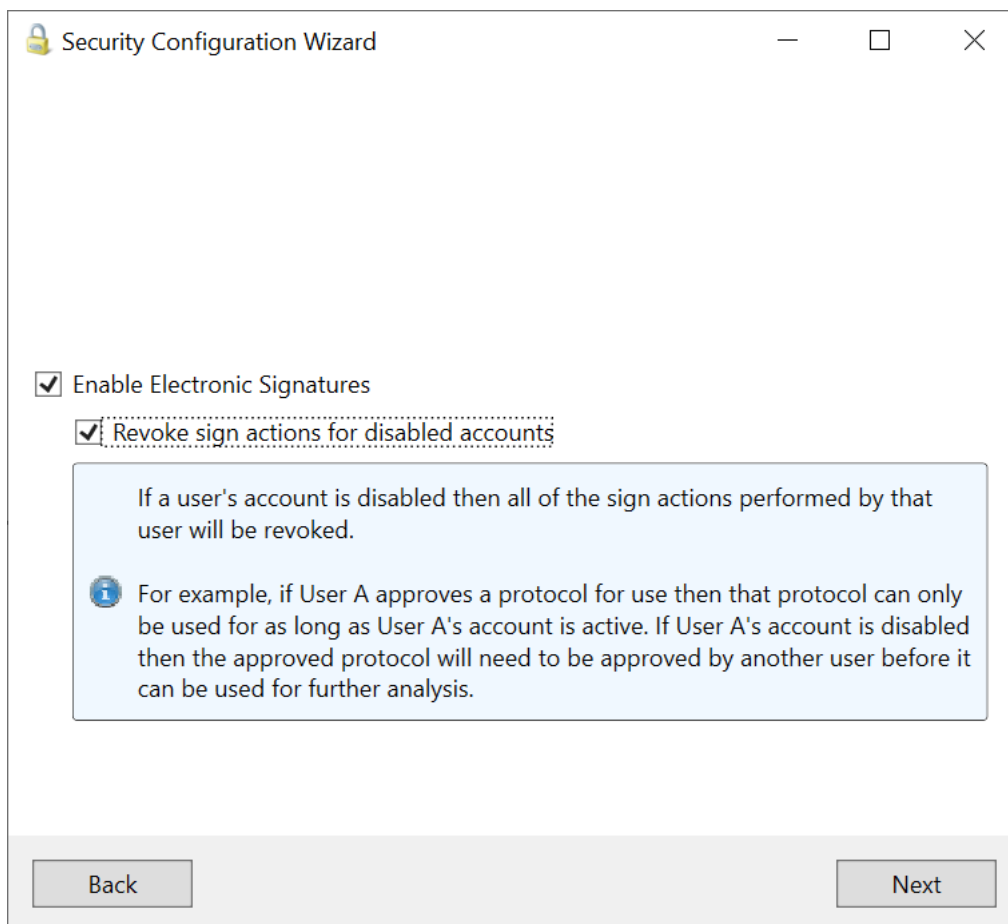 Security Configuration Wizard
Enable Electronic Signatures
Revoke sign actions for disabled accounts
If a user's account is disabled then all of the sign actions performed by that
user will be revoked.
For example, if User A approves a protocol for use then that protocol can only
be used for as long as User A's account is active. If User A's account is disabled
then the approved protocol will need to be approved by another user before it
can be used for further analysis.
Back
Next